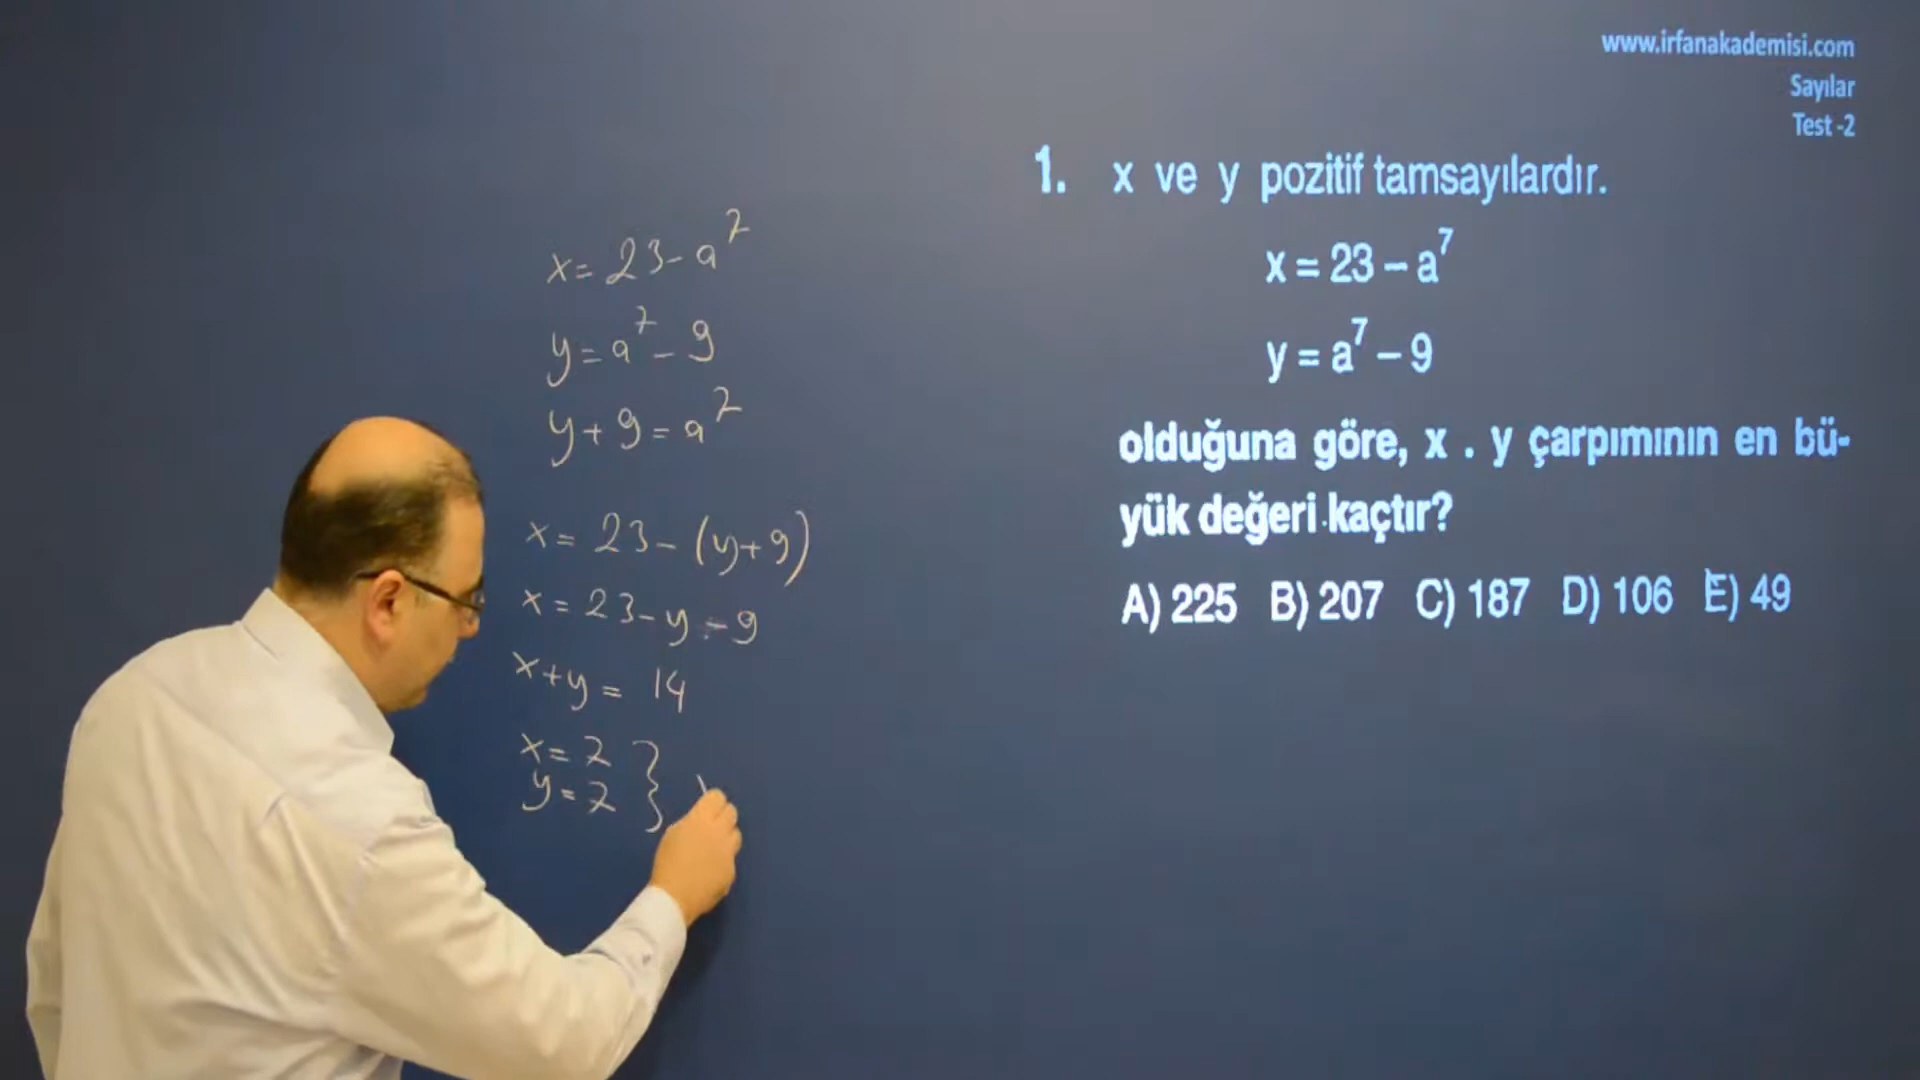 www.irfanakademisi.com
Sayılar
Test -2
1. x ve y pozitif tamsayılardır.
x = 23 – a⁷
y = a⁷ – 9
olduğuna göre, x . y çarpımının en bü-
yük değeri kaçtır?
A) 225 B) 207 C) 187 D) 106 E) 49
x = 23 - a⁷
y = a⁷ - 9
y + 9 = a⁷
x = 23 - (y+9)
x = 23 - y - 9
x + y = 14
x = 7
y = 7 }